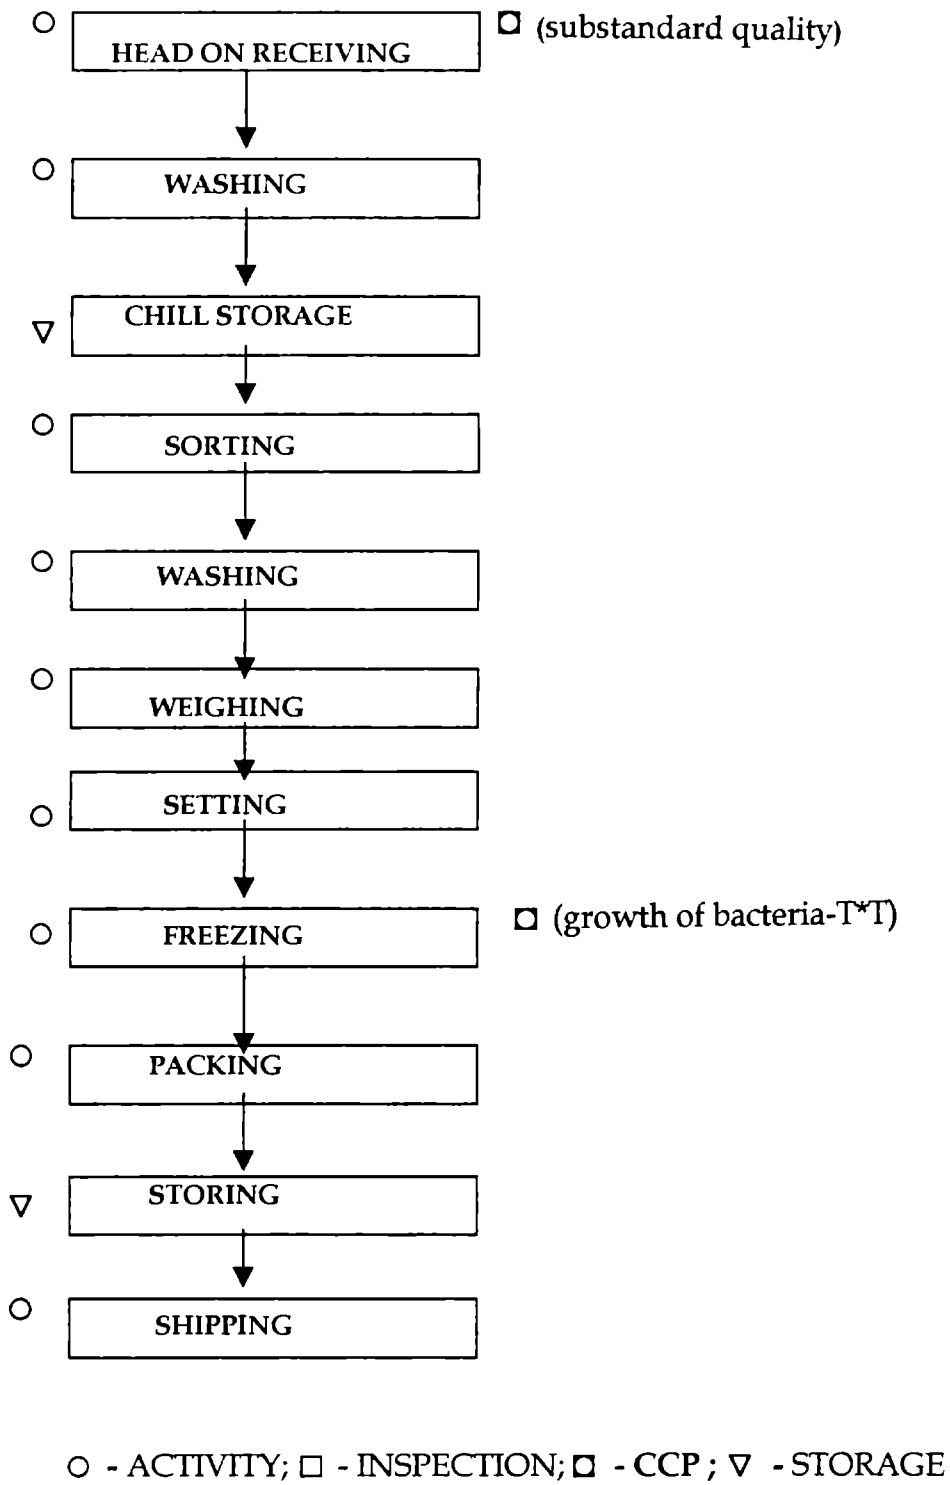 HEAD ON RECEIVING
(substandard quality)
WASHING
CHILL STORAGE
SORTING
WASHING
WEIGHING
SETTING
FREEZING
(growth of bacteria-T*T)
PACKING
STORING
SHIPPING
- ACTIVITY; - INSPECTION; - CCP ; - STORAGE